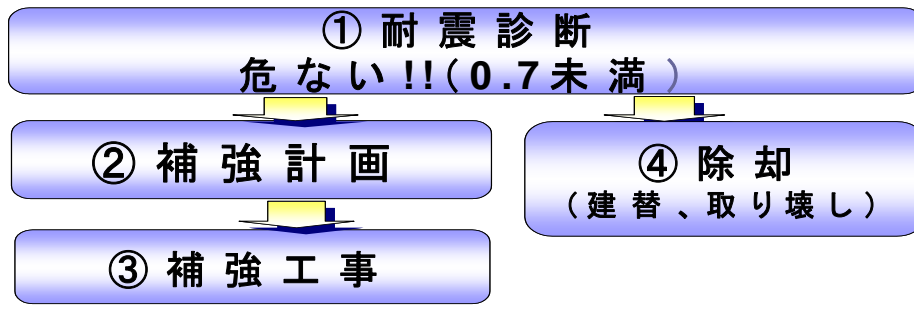 ① 耐震診断
危ない!!(0.7未満)
② 補強計画
④ 除却
(建替、取り壊し)
③ 補強工事